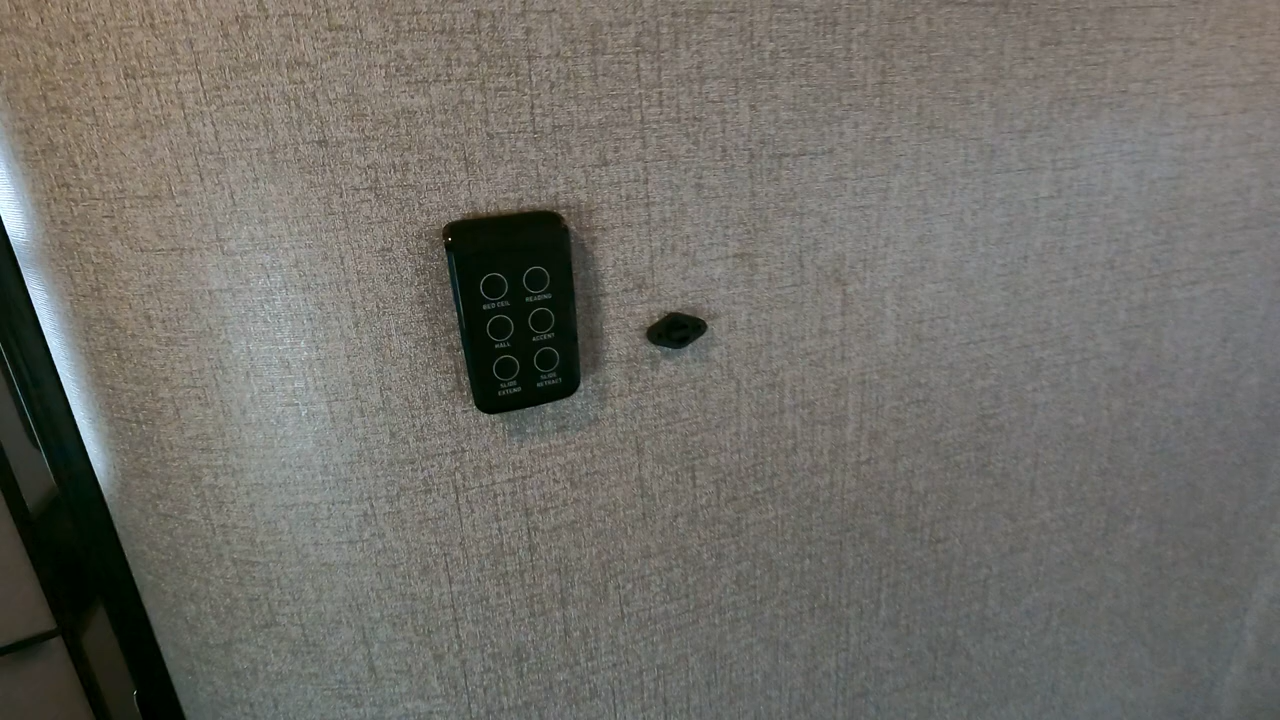 BED CEIL
READING
HALL
ACCENT
SLIDE
EXTEND
SLIDE
RETRACT